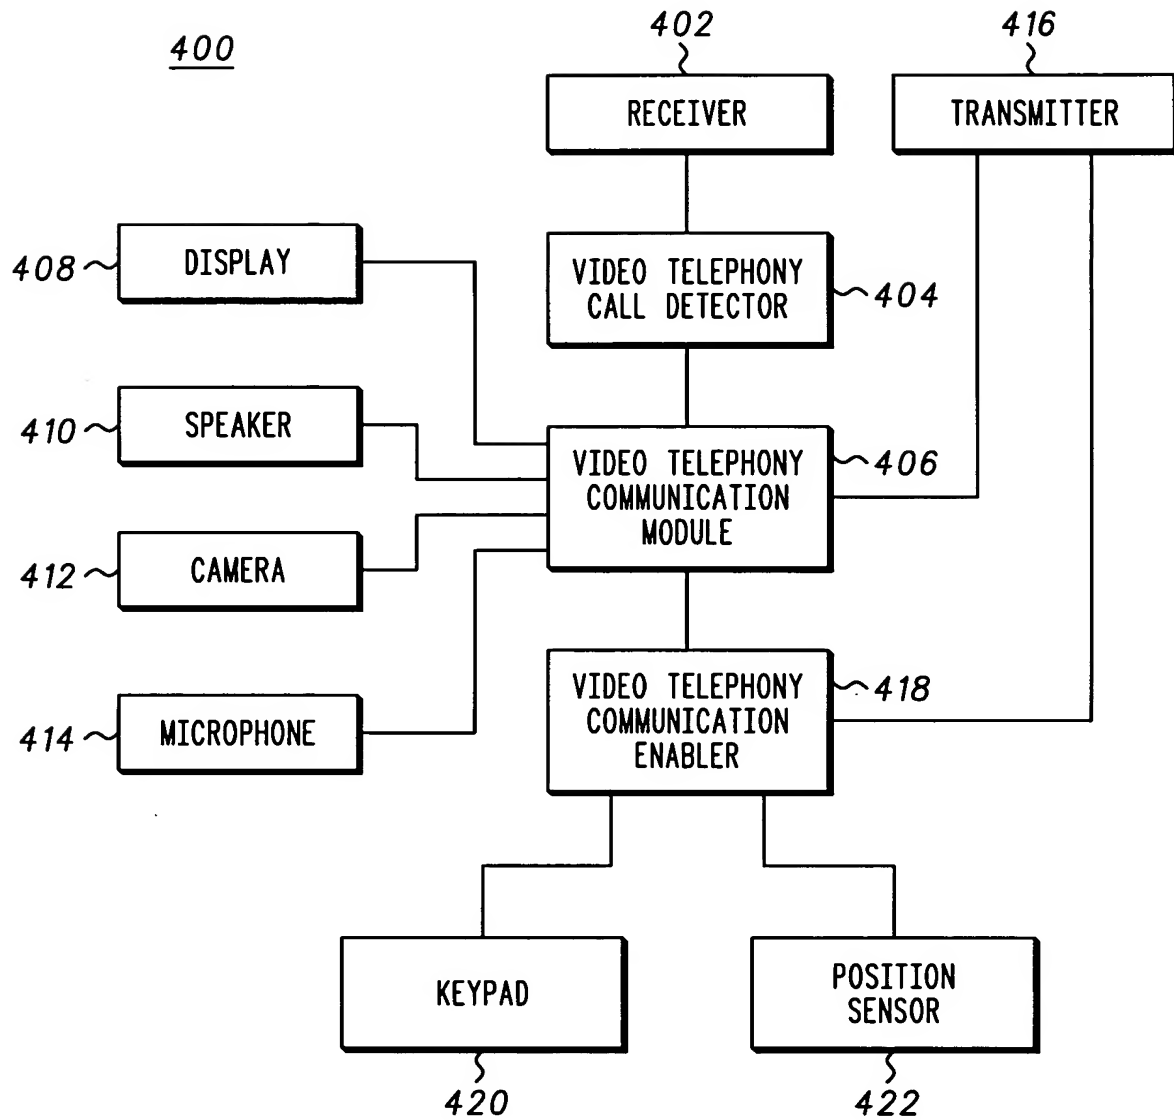 400
402
416
RECEIVER
TRANSMITTER
408
DISPLAY
VIDEO TELEPHONY
CALL DETECTOR
404
410
SPEAKER
VIDEO TELEPHONY
COMMUNICATION
MODULE
406
412
CAMERA
414
MICROPHONE
VIDEO TELEPHONY
COMMUNICATION
ENABLER
418
KEYPAD
POSITION
SENSOR
420
422